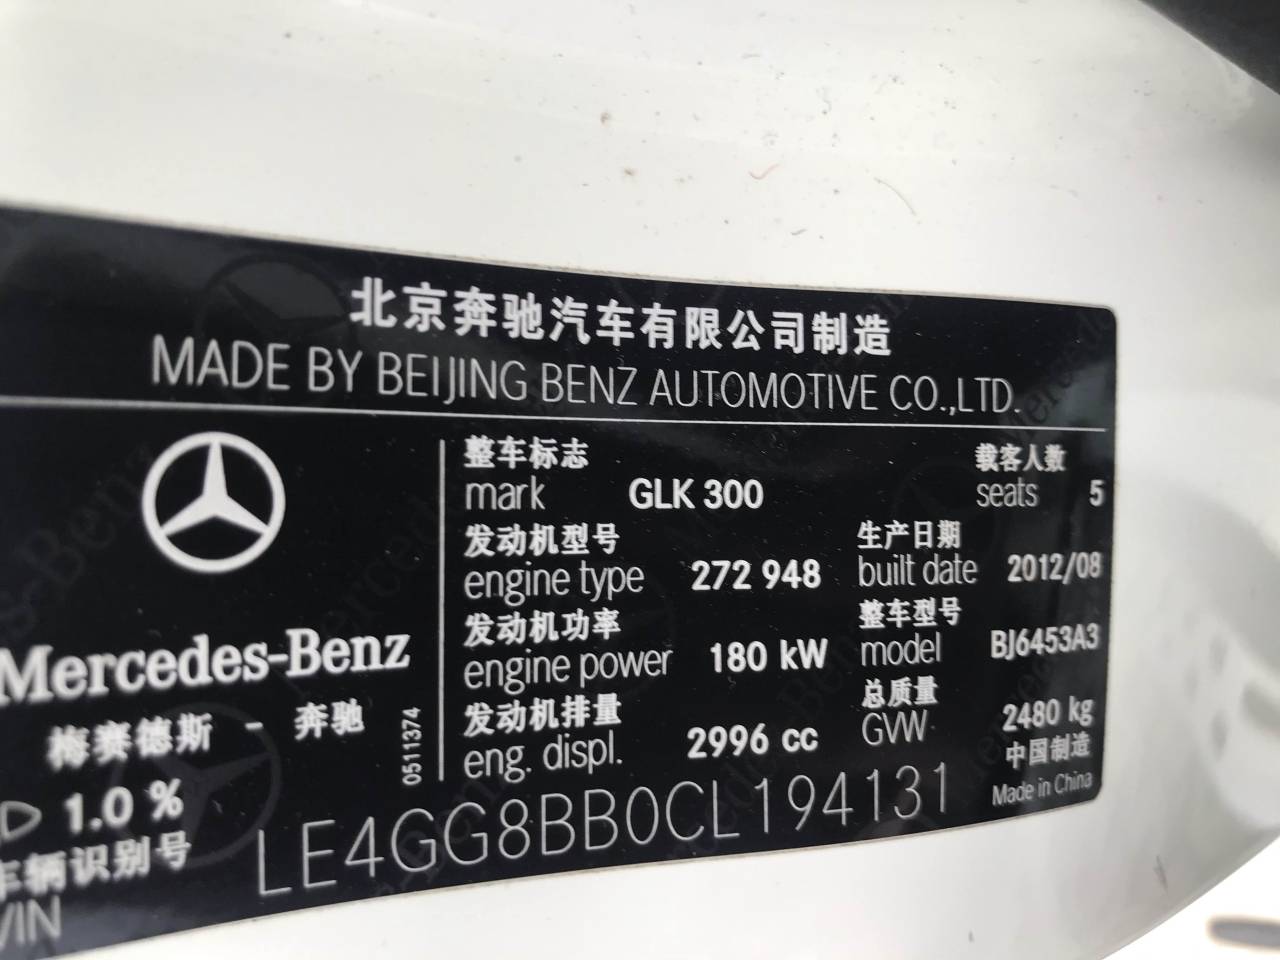 北京奔驰汽车有限公司制造
MADE BY BEIJING BENZ AUTOMOTIVE CO.,LTD.
Mercedes-Benz
梅赛德斯 - 奔驰
0511374
1.0 %
整车标志
mark GLK 300
载客人数
seats 5
发动机型号
engine type 272 948
生产日期
built date 2012/08
发动机功率
engine power 180 kW
整车型号
model BJ6453A3
发动机排量
eng. displ. 2996 cc
总质量
GVW 2480 kg
中国制造
Made in China
车辆识别号
VIN
LE4GG8BB0CL194131